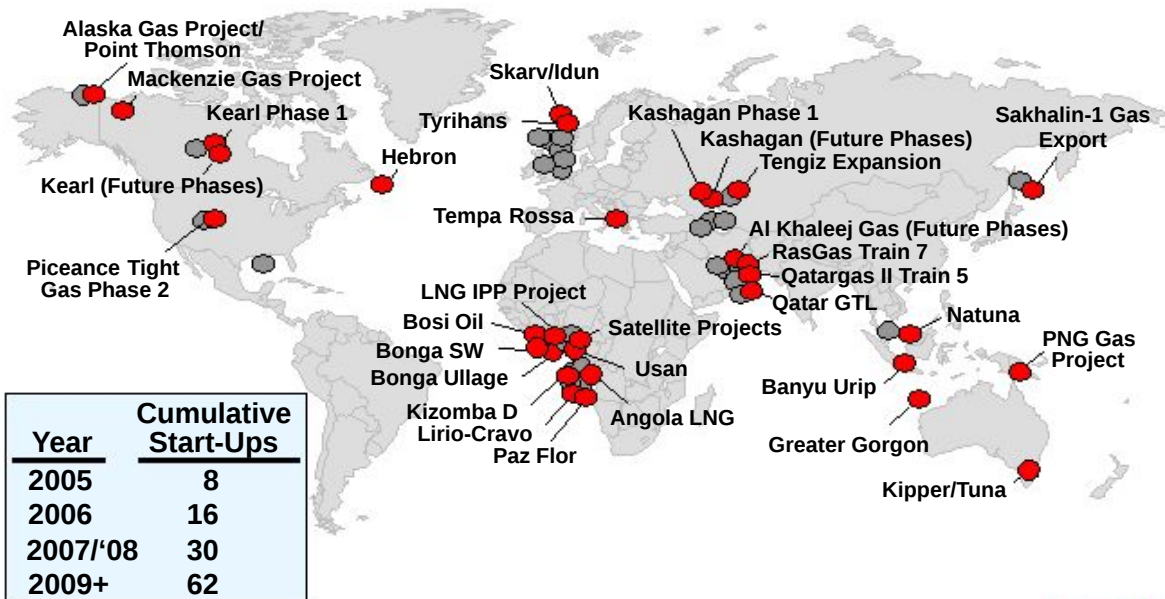 Alaska Gas Project/
Point Thomson
Mackenzie Gas Project
Kearl Phase 1
Kearl (Future Phases)
Hebron
Piceance Tight
Gas Phase 2
Skarv/Idun
Tyrihans
Tempa Rossa
Kashagan Phase 1
Kashagan (Future Phases)
Tengiz Expansion
Sakhalin-1 Gas
Export
Al Khaleej Gas (Future Phases)
RasGas Train 7
Qatargas II Train 5
Qatar GTL
LNG IPP Project
Bosi Oil
Bonga SW
Bonga Ullage
Satellite Projects
Usan
Kizomba D
Lirio-Cravo
Paz Flor
Angola LNG
Natuna
PNG Gas
Project
Banyu Urip
Greater Gorgon
Kipper/Tuna
Cumulative
Year Start-Ups
2005 8
2006 16
2007/‘08 30
2009+ 62